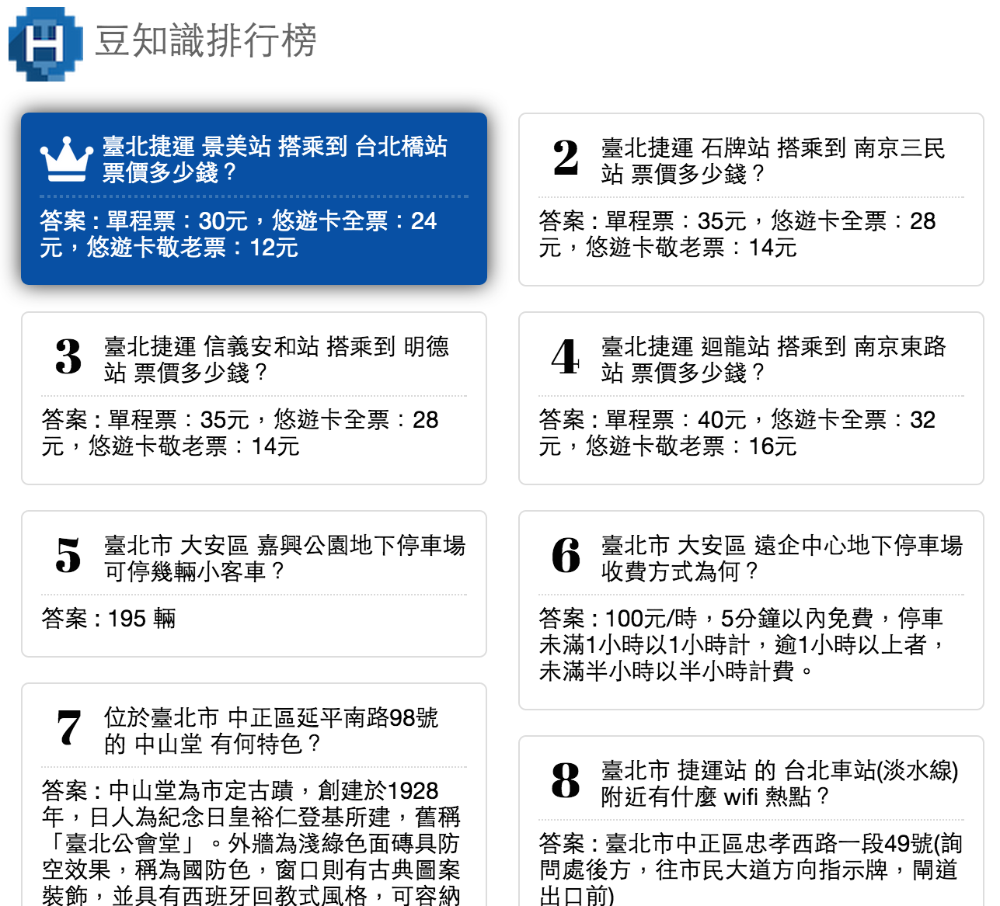 H
豆知識排行榜
臺北捷運 景美站 搭乘到 台北橋站
票價多少錢？
答案 : 單程票：30元，悠遊卡全票：24
元，悠遊卡敬老票：12元
2
臺北捷運 石牌站 搭乘到 南京三民
站 票價多少錢？
答案 : 單程票：35元，悠遊卡全票：28
元，悠遊卡敬老票：14元
3
臺北捷運 信義安和站 搭乘到 明德
站 票價多少錢？
答案 : 單程票：35元，悠遊卡全票：28
元，悠遊卡敬老票：14元
4
臺北捷運 迴龍站 搭乘到 南京東路
站 票價多少錢？
答案 : 單程票：40元，悠遊卡全票：32
元，悠遊卡敬老票：16元
5
臺北市 大安區 嘉興公園地下停車場
可停幾輛小客車？
答案 : 195 輛
6
臺北市 大安區 遠企中心地下停車場
收費方式為何？
答案 : 100元/時，5分鐘以內免費，停車
未滿1小時以1小時計，逾1小時以上者，
未滿半小時以半小時計費。
7
位於臺北市 中正區延平南路98號
的 中山堂 有何特色？
答案 : 中山堂為市定古蹟，創建於1928
年，日人為紀念日皇裕仁登基所建，舊稱
「臺北公會堂」。外牆為淺綠色面磚具防
空效果，稱為國防色，窗口則有古典圖案
裝飾，並具有西班牙回教式風格，可容納
8
臺北市 捷運站 的 台北車站(淡水線)
附近有什麼 wifi 熱點？
答案 : 臺北市中正區忠孝西路一段49號(詢
問處後方，往市民大道方向指示牌，閘道
出口前)